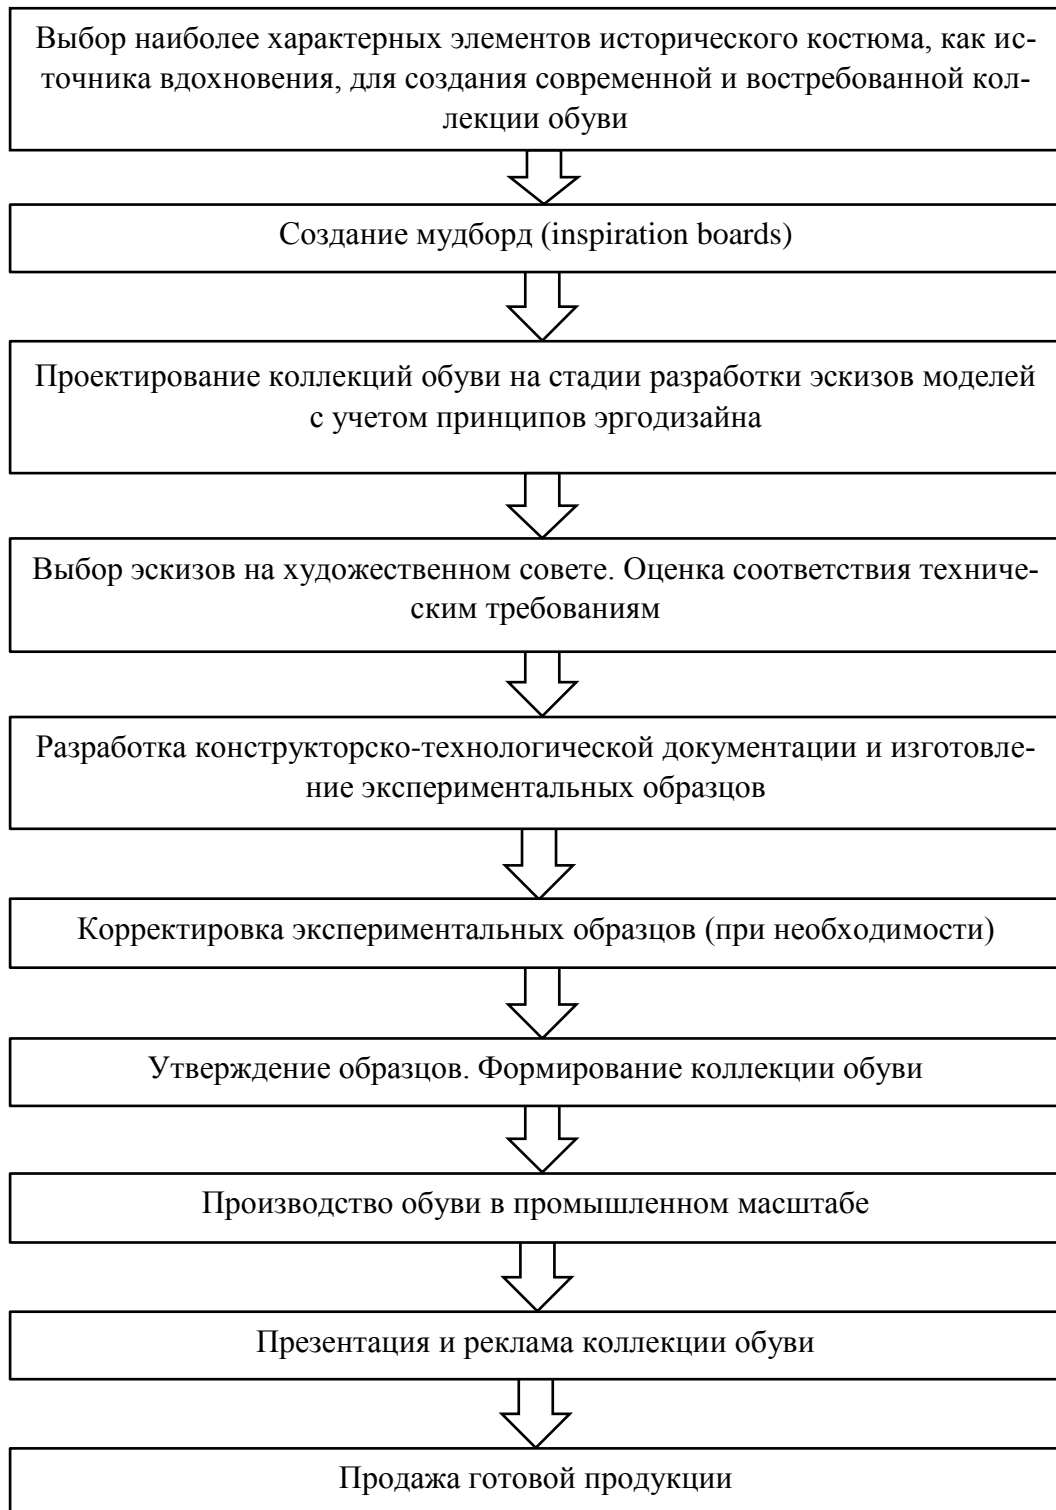 Выбор наиболее характерных элементов исторического костюма, как ис-
точника вдохновения, для создания современной и востребованной кол-
лекции обуви
Создание мудборд (inspiration boards)
Проектирование коллекций обуви на стадии разработки эскизов моделей
с учетом принципов эргодизайна
Выбор эскизов на художественном совете. Оценка соответствия техниче-
ским требованиям
Разработка конструкторско-технологической документации и изготовле-
ние экспериментальных образцов
Корректировка экспериментальных образцов (при необходимости)
Утверждение образцов. Формирование коллекции обуви
Производство обуви в промышленном масштабе
Презентация и реклама коллекции обуви
Продажа готовой продукции